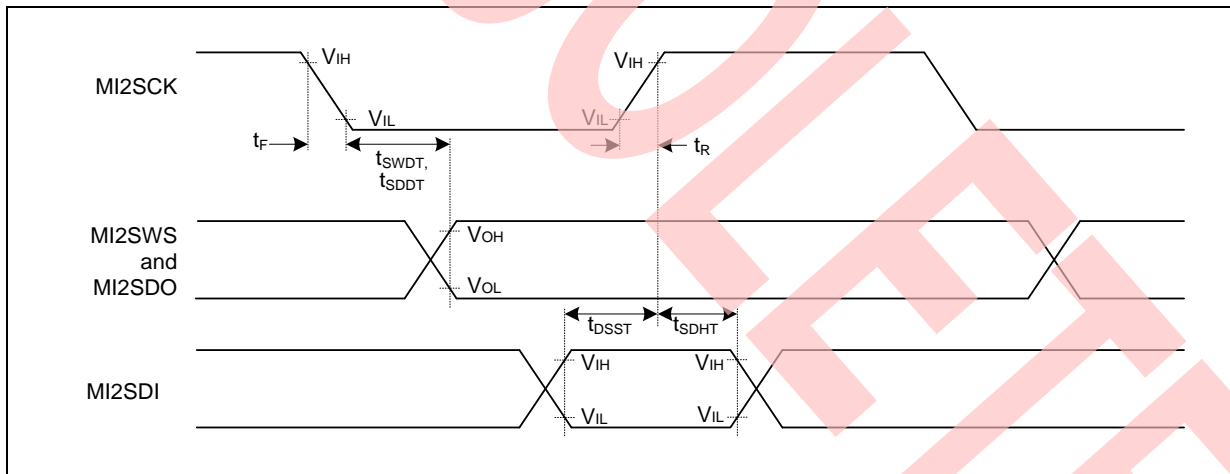 MI2SCK
VIH
VIL
tF
tSWDT,
tSDDT
VIH
VIL
tR
MI2SWS
and
MI2SDO
VOH
VOL
tDSST
tSDHT
MI2SDI
VIH
VIL
VIH
VIL